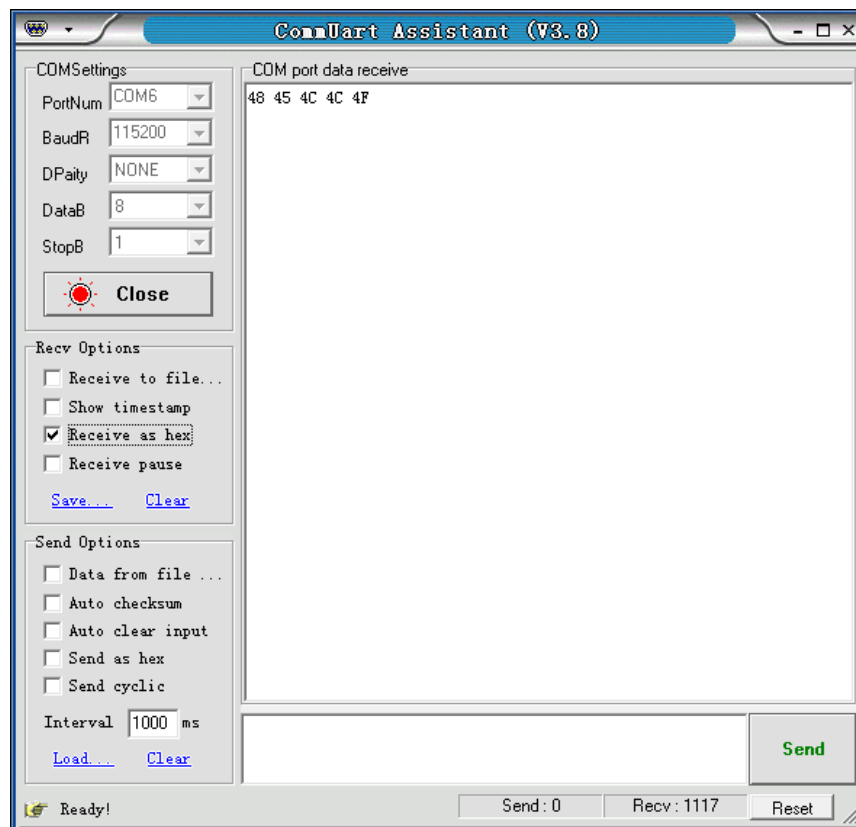 CommUart Assistant (V3.8)
COMSettings
PortNum COM6
BaudR 115200
DPaity NONE
DataB 8
StopB 1
Close
Recv Options
Receive to file...
Show timestamp
Receive as hex
Receive pause
Save... Clear
Send Options
Data from file ...
Auto checksum
Auto clear input
Send as hex
Send cyclic
Interval 1000 ms
Load... Clear
COM port data receive
48 45 4C 4C 4F
Send
Ready!
Send : 0
Recv : 1117
Reset